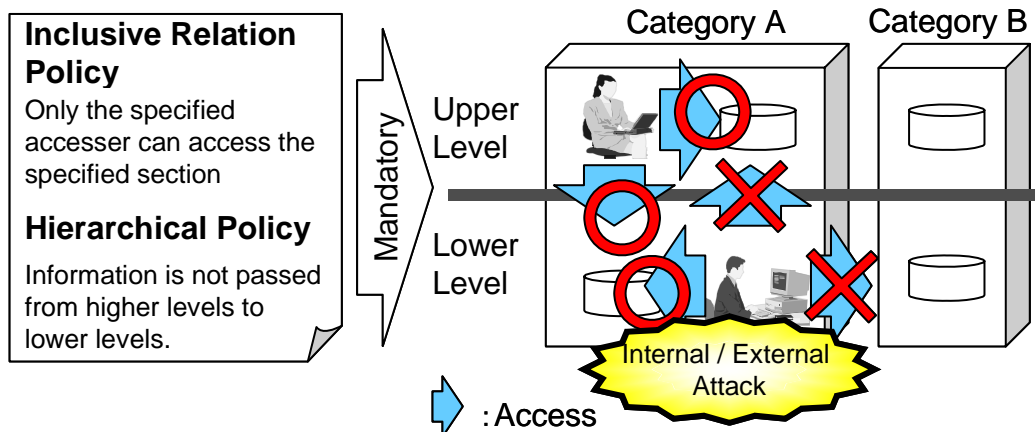 Inclusive Relation
Policy
Only the specified
accesser can access the
specified section
Hierarchical Policy
Information is not passed
from higher levels to
lower levels.
Mandatory
Category A
Category B
Upper
Level
Lower
Level
Internal / External
Attack
: Access